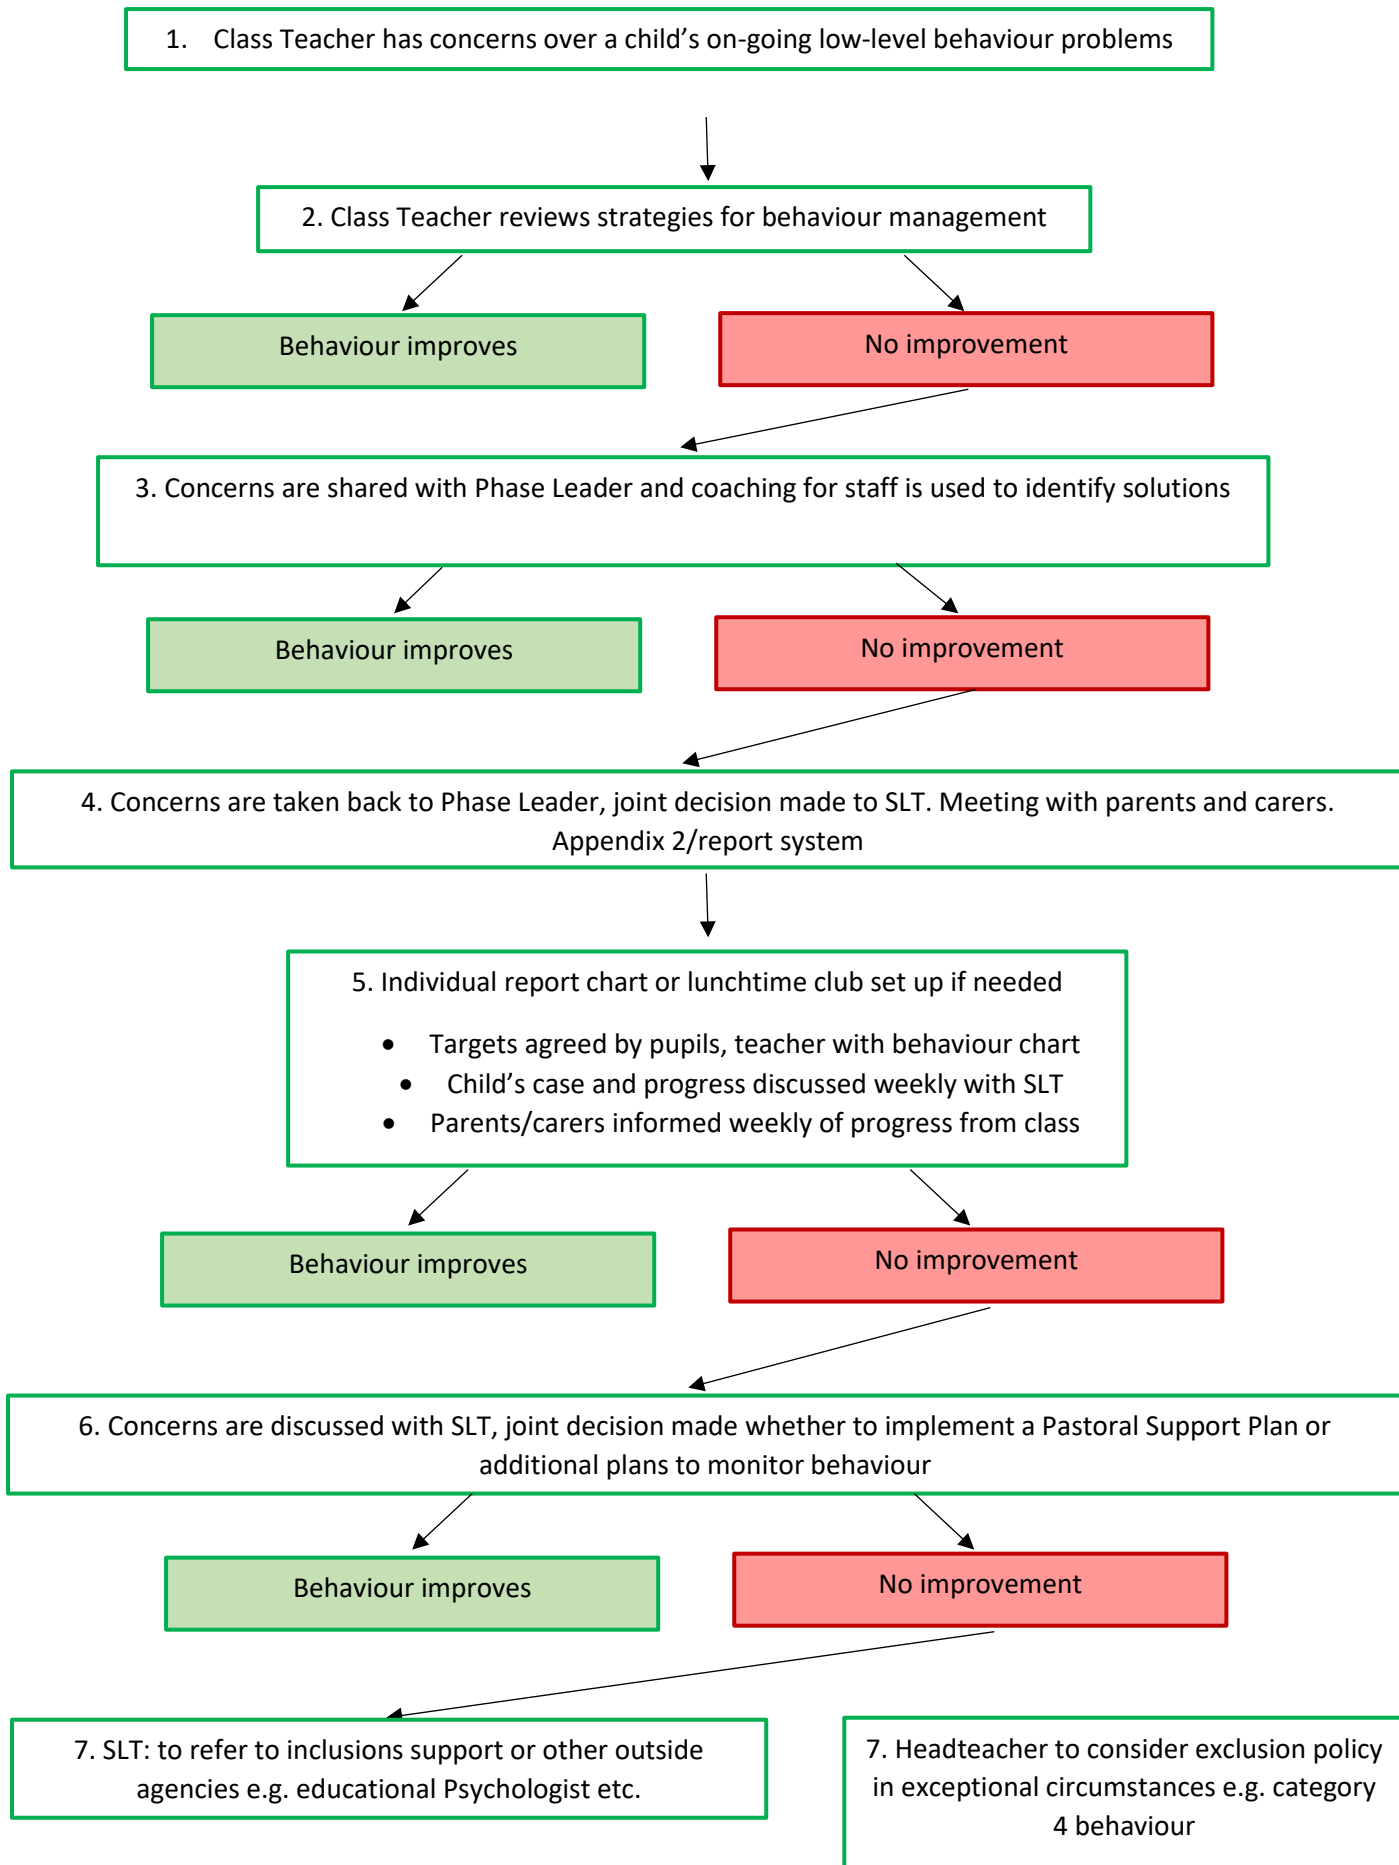 1. Class Teacher has concerns over a child’s on-going low-level behaviour problems
2. Class Teacher reviews strategies for behaviour management
Behaviour improves
No improvement
3. Concerns are shared with Phase Leader and coaching for staff is used to identify solutions
Behaviour improves
No improvement
4. Concerns are taken back to Phase Leader, joint decision made to SLT. Meeting with parents and carers.
Appendix 2/report system
5. Individual report chart or lunchtime club set up if needed
• Targets agreed by pupils, teacher with behaviour chart
• Child’s case and progress discussed weekly with SLT
• Parents/carers informed weekly of progress from class
Behaviour improves
No improvement
6. Concerns are discussed with SLT, joint decision made whether to implement a Pastoral Support Plan or
additional plans to monitor behaviour
Behaviour improves
No improvement
7. SLT: to refer to inclusions support or other outside
agencies e.g. educational Psychologist etc.
7. Headteacher to consider exclusion policy
in exceptional circumstances e.g. category
4 behaviour